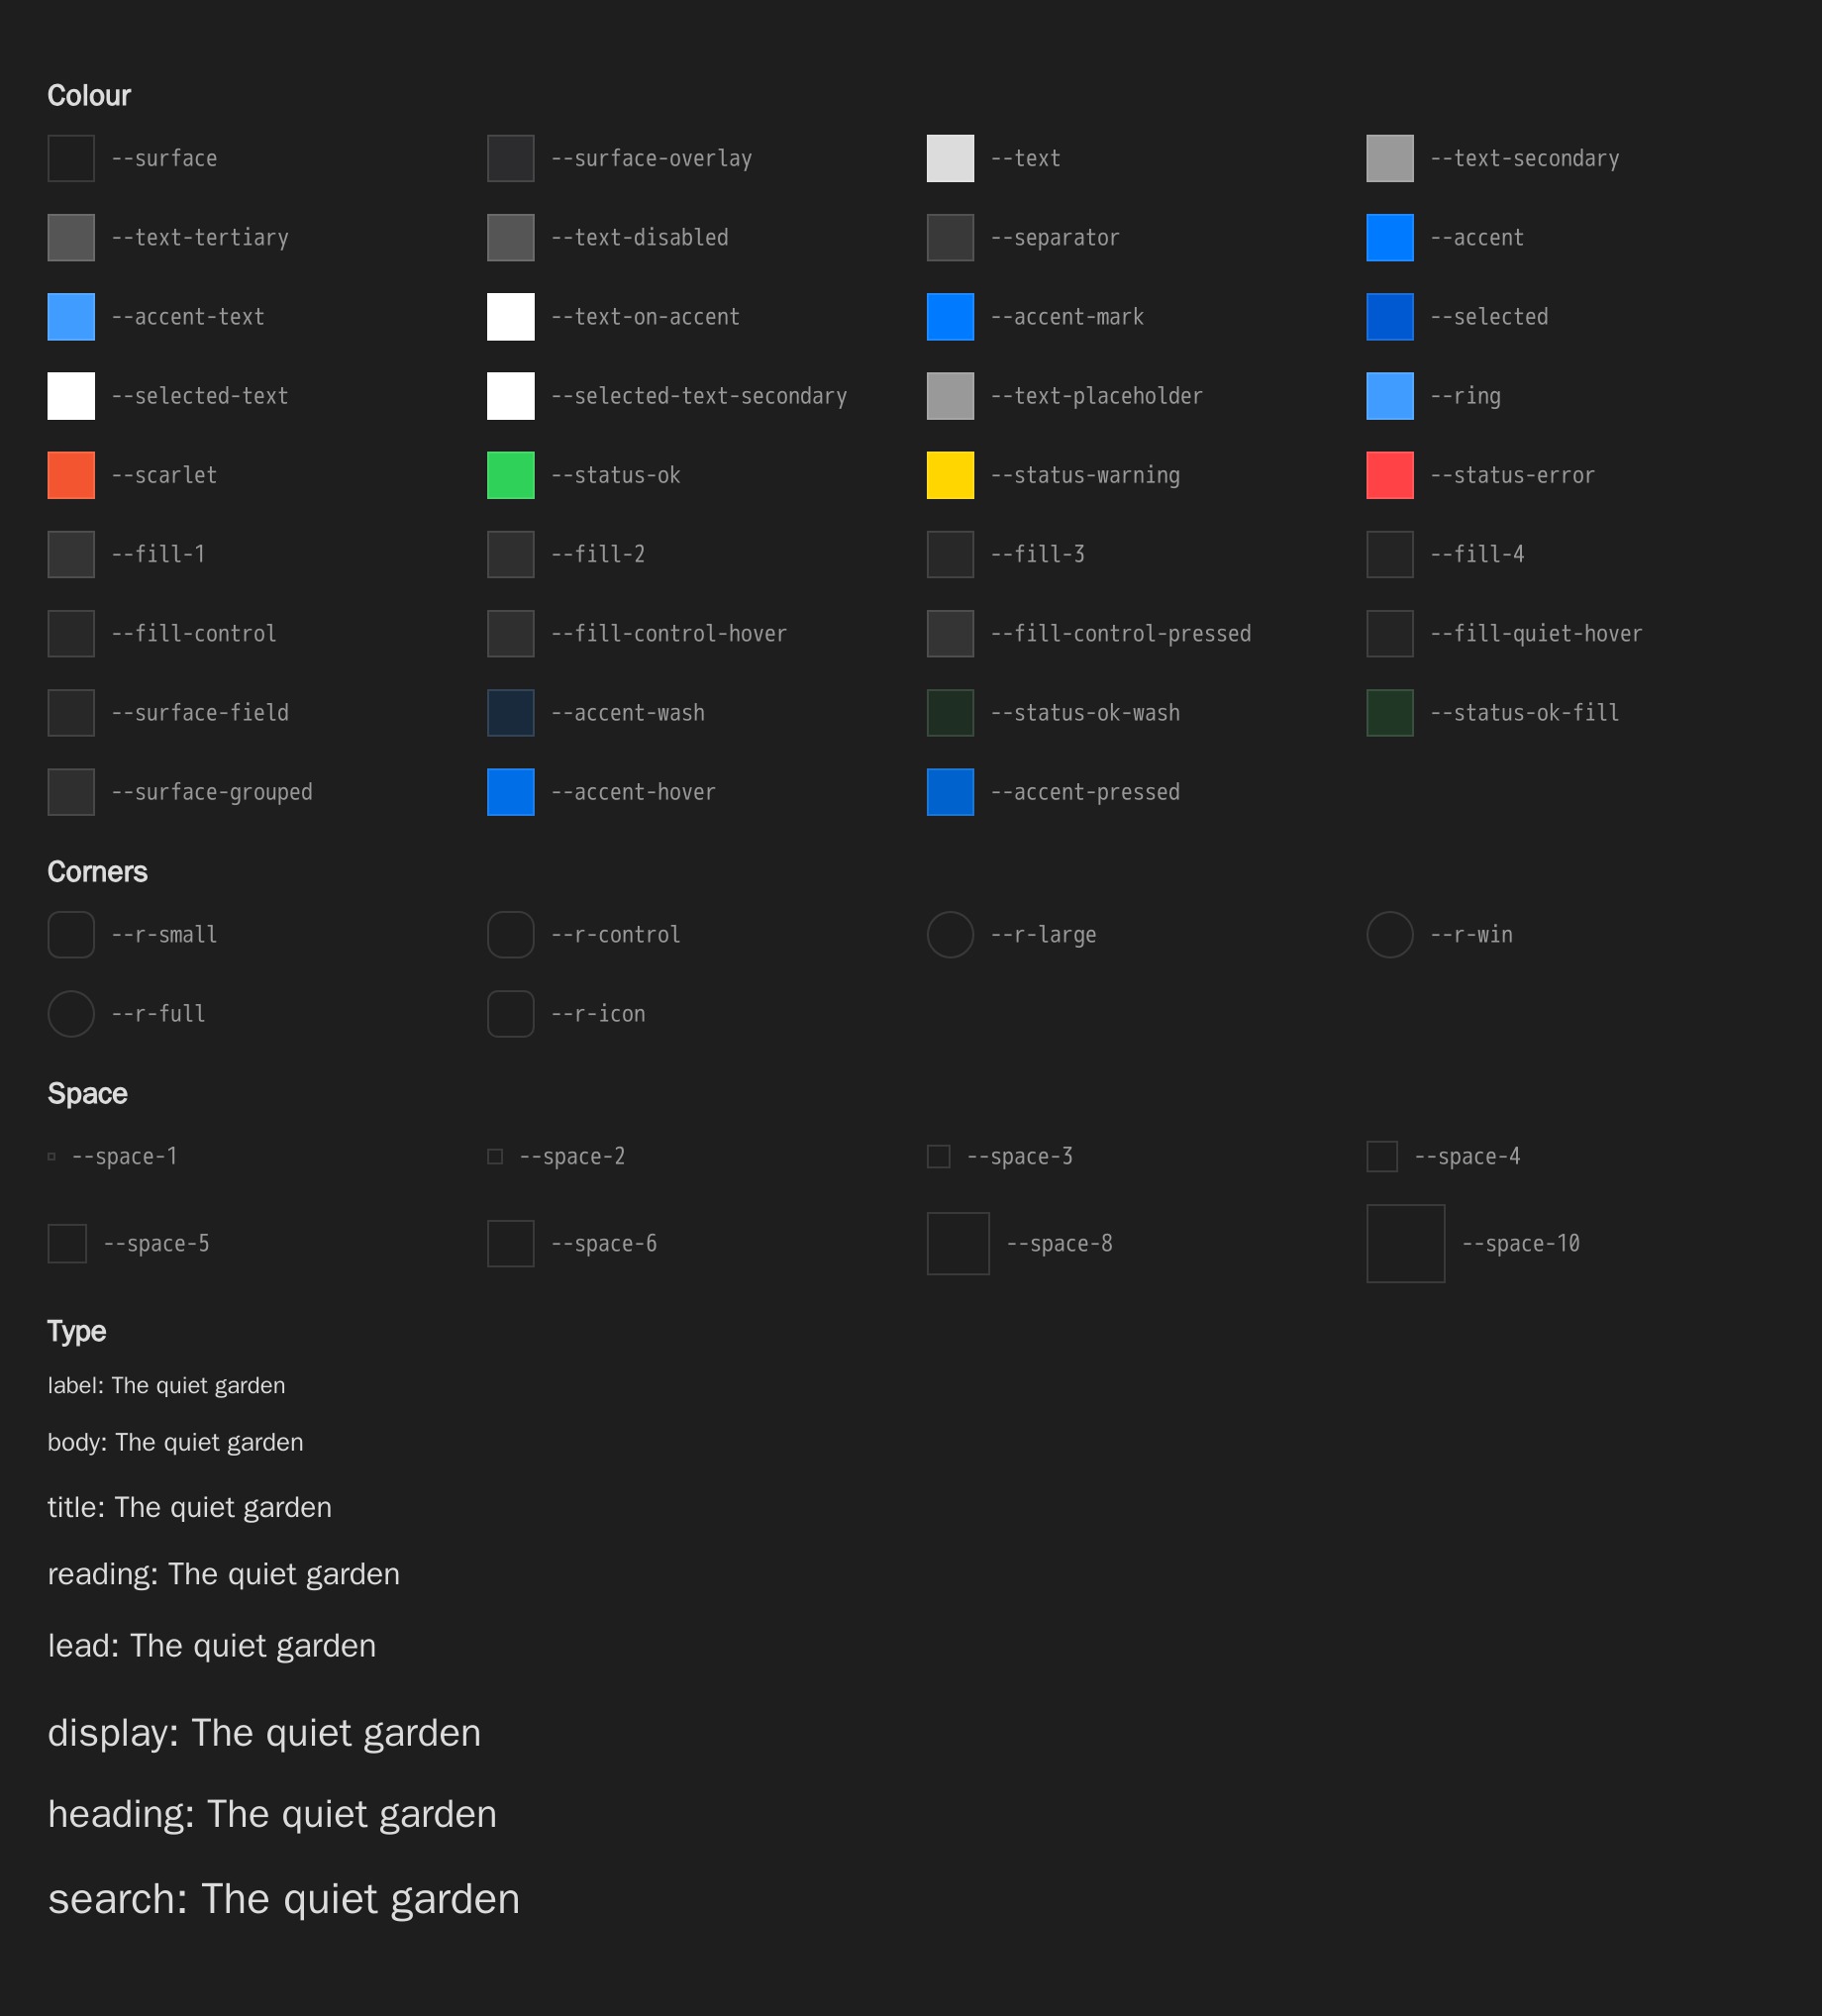 Colour
--surface --surface-overlay --text --text-secondary
--text-tertiary --text-disabled --separator --accent
--accent-text --text-on-accent --accent-mark --selected
--selected-text --selected-text-secondary --text-placeholder --ring
--scarlet --status-ok --status-warning --status-error
--fill-1 --fill-2 --fill-3 --fill-4
--fill-control --fill-control-hover --fill-control-pressed --fill-quiet-hover
--surface-field --accent-wash --status-ok-wash --status-ok-fill
--surface-grouped --accent-hover --accent-pressed
Corners
--r-small --r-control --r-large --r-win
--r-full --r-icon
Space
--space-1 --space-2 --space-3 --space-4
--space-5 --space-6 --space-8 --space-10
Type
label: The quiet garden
body: The quiet garden
title: The quiet garden
reading: The quiet garden
lead: The quiet garden
display: The quiet garden
heading: The quiet garden
search: The quiet garden